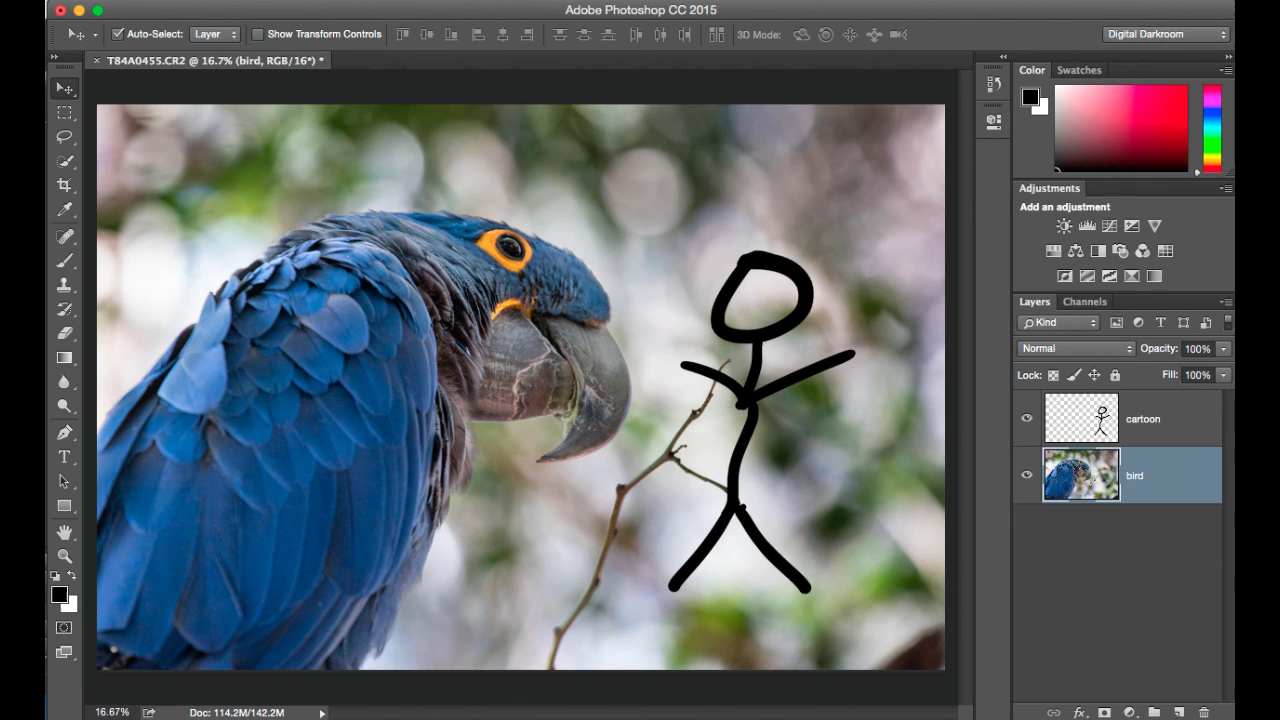 Adobe Photoshop CC 2015
Auto-Select: Layer Show Transform Controls 3D Mode: Digital Darkroom
× T84A0455.CR2 @ 16.7% (bird, RGB/16*) *
Color Swatches
Adjustments
Add an adjustment
Layers Channels
Kind
Normal Opacity: 100%
Lock: Fill: 100%
cartoon
bird
16.67% Doc: 114.2M/142.2M